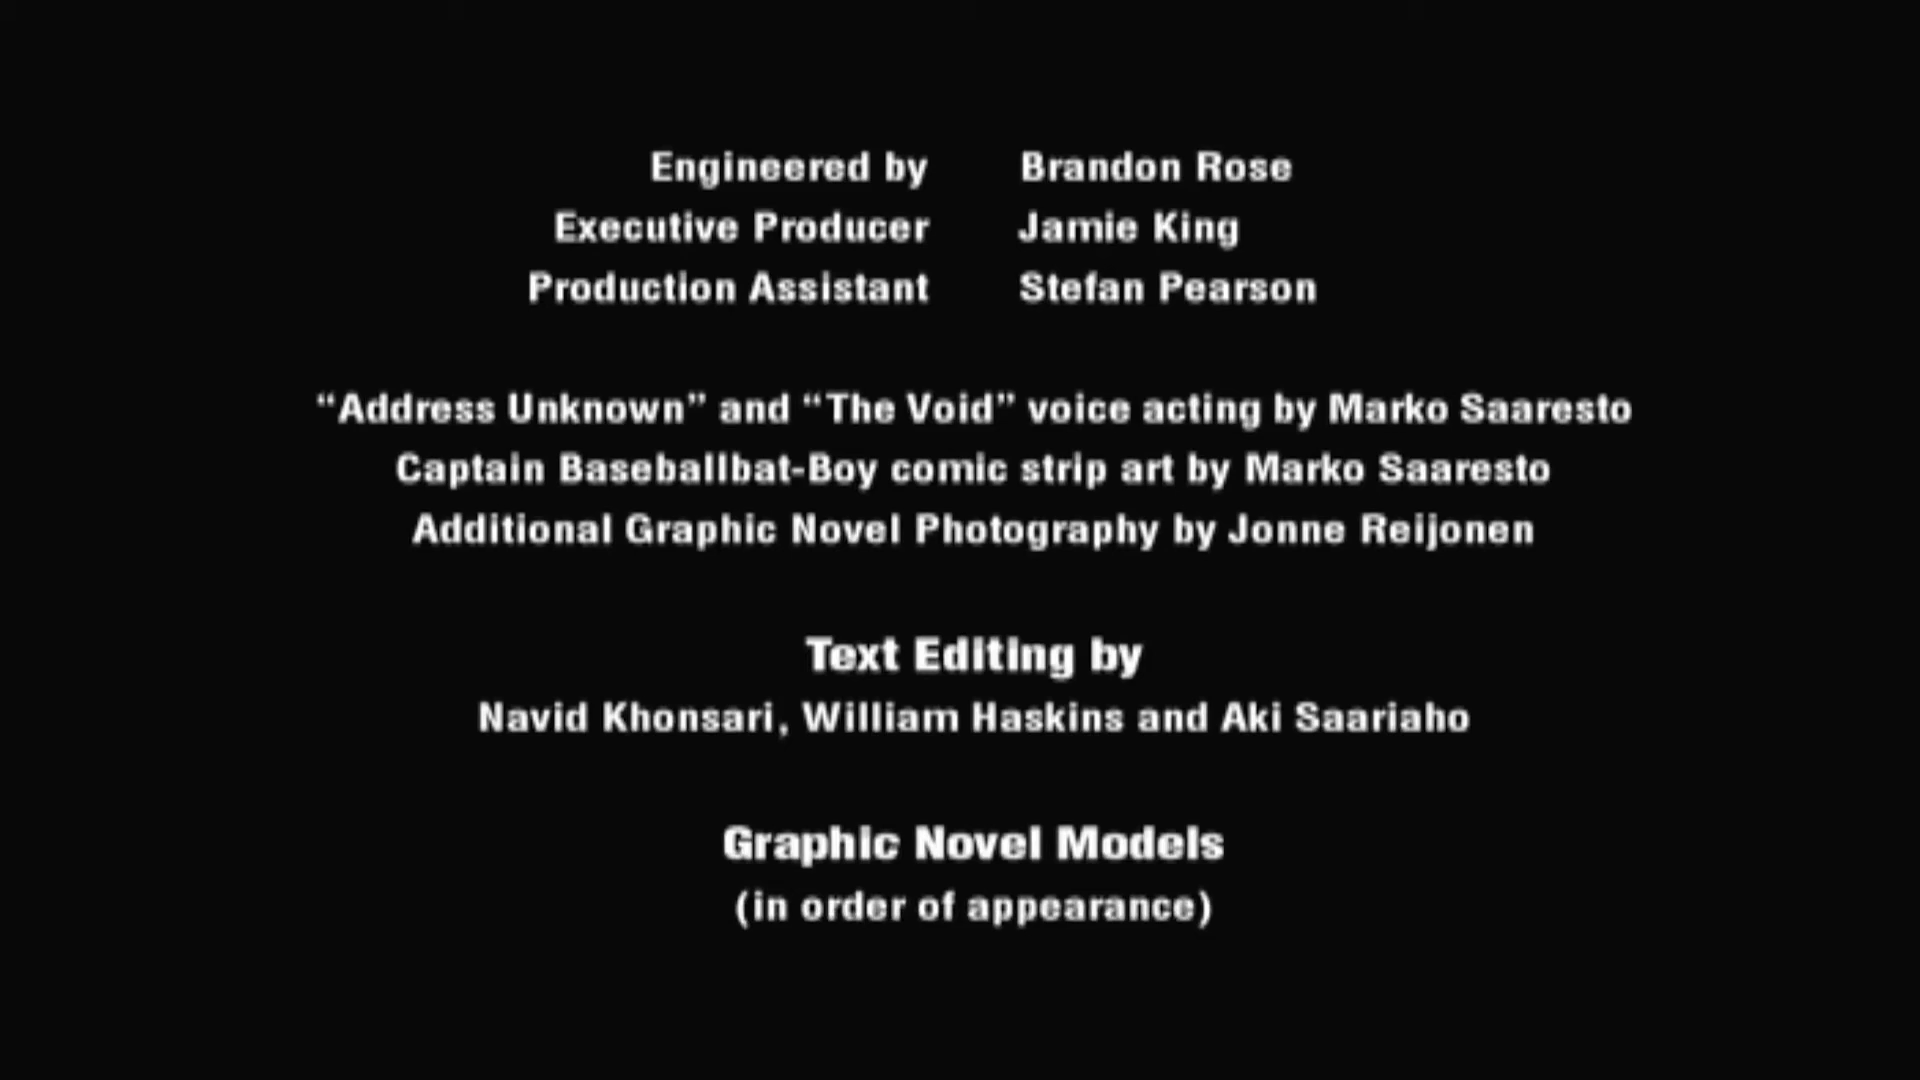 Engineered by Brandon Rose
Executive Producer Jamie King
Production Assistant Stefan Pearson
“Address Unknown” and “The Void” voice acting by Marko Saaresto
Captain Baseballbat-Boy comic strip art by Marko Saaresto
Additional Graphic Novel Photography by Jonne Reijonen
Text Editing by
Navid Khonsari, William Haskins and Aki Saariaho
Graphic Novel Models
(in order of appearance)